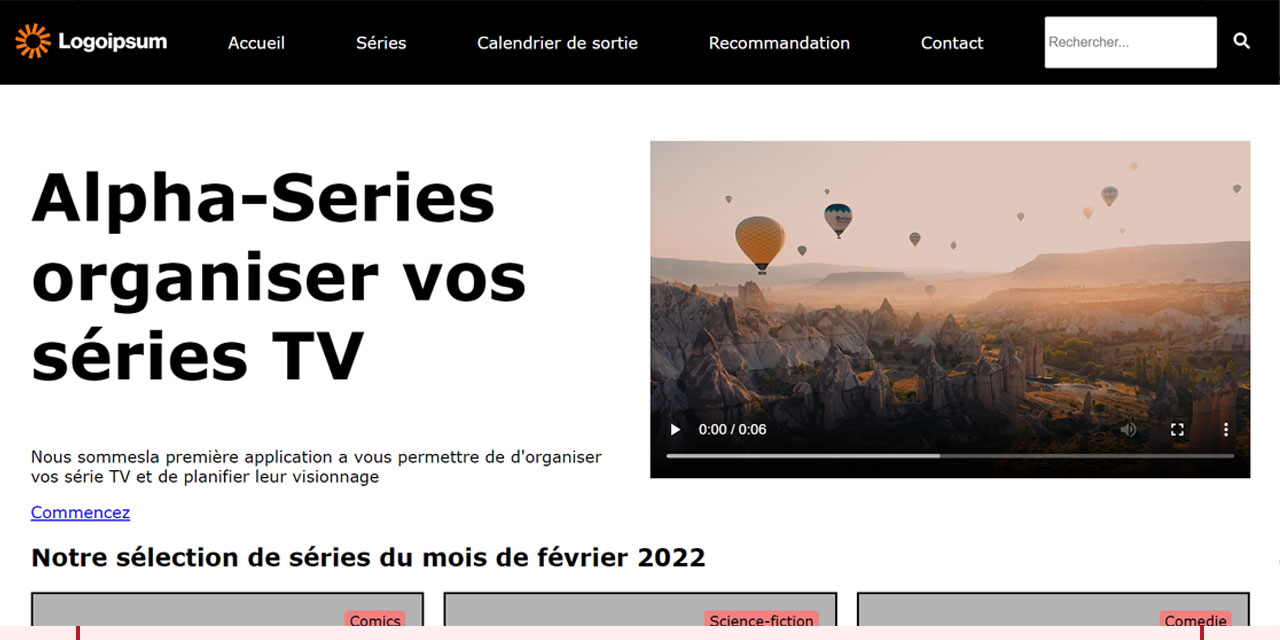 Logoipsum
Accueil
Séries
Calendrier de sortie
Recommandation
Contact
Rechercher...
Alpha-Series
organiser vos
séries TV
0:00 / 0:06
Nous sommesla première application a vous permettre de d'organiser
vos série TV et de planifier leur visionnage
Commencez
Notre sélection de séries du mois de février 2022
Comics
Science-fiction
Comedie